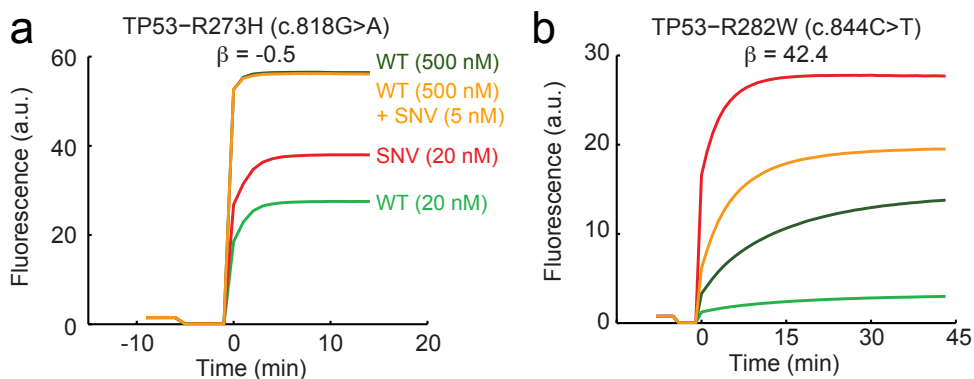 a
TP53−R273H (c.818G>A)
β = -0.5
Fluorescence (a.u.)
60
40
20
0
WT (500 nM)
WT (500 nM)
+ SNV (5 nM)
SNV (20 nM)
WT (20 nM)
-10
0
10
20
Time (min)
b
TP53−R282W (c.844C>T)
β = 42.4
Fluorescence (a.u.)
30
20
10
0
0
15
30
45
Time (min)